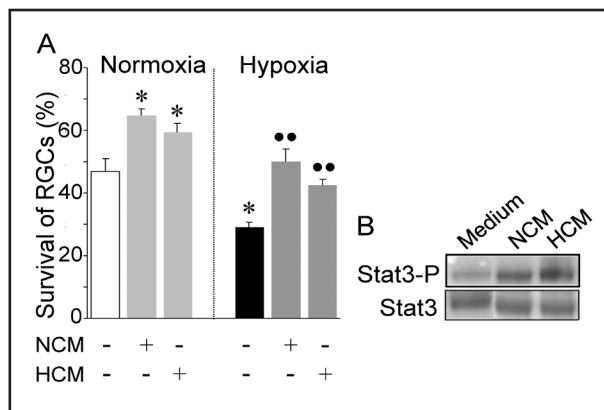 A
Normoxia Hypoxia
Survival of RGCs (%)
80
60
40
20
0
* * * •• ••
NCM - + - - + -
HCM - - + - - +
B
Medium NCM HCM
Stat3-P
Stat3